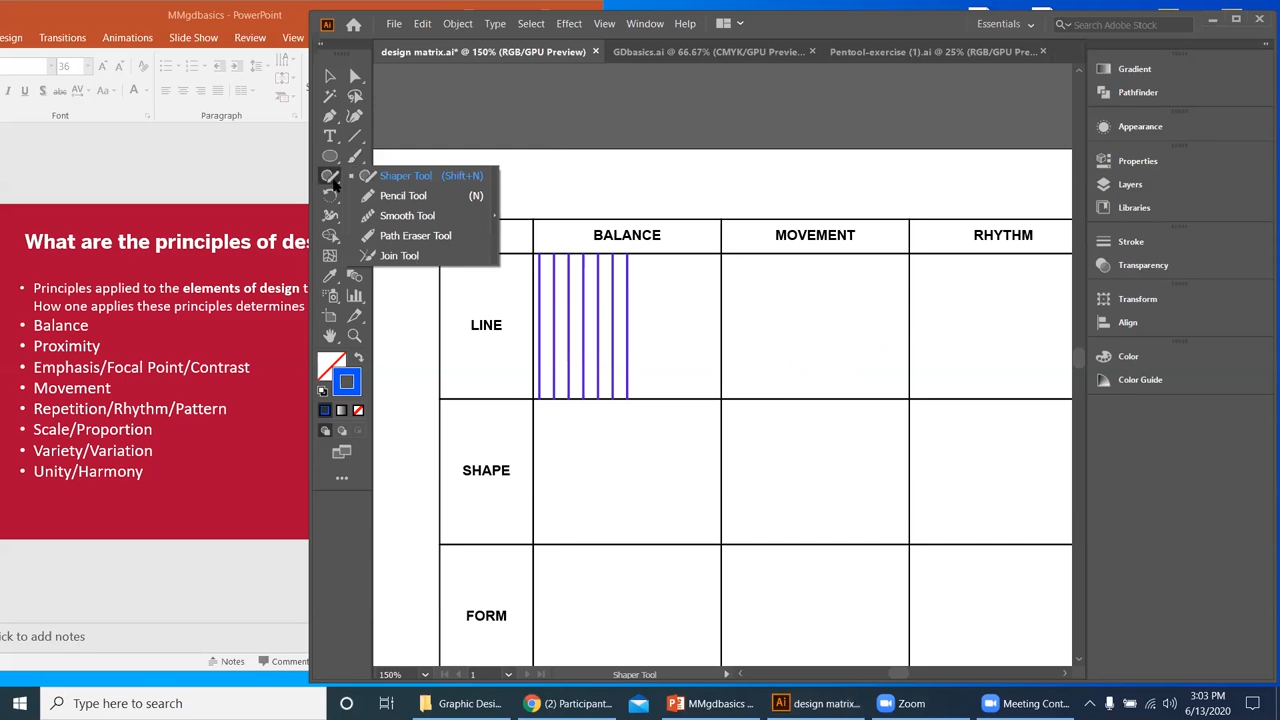 MMgdbasics - PowerPoint
esign Transitions Animations Slide Show Review View
36
Font
Paragraph
What are the principles of des
• Principles applied to the elements of design t
How one applies these principles determines
• Balance
• Proximity
• Emphasis/Focal Point/Contrast
• Movement
• Repetition/Rhythm/Pattern
• Scale/Proportion
• Variety/Variation
• Unity/Harmony
ick to add notes
Notes Comment
Ai File Edit Object Type Select Effect View Window Help Essentials Search Adobe Stock
design matrix.ai* @ 150% (RGB/GPU Preview) × GDbasics.ai @ 66.67% (CMYK/GPU Previe... × Pentool-exercise (1).ai @ 25% (RGB/GPU Pre... ×
Shaper Tool (Shift+N)
Pencil Tool (N)
Smooth Tool
Path Eraser Tool
Join Tool
BALANCE MOVEMENT RHYTHM
LINE
SHAPE
FORM
Gradient
Pathfinder
Appearance
Properties
Layers
Libraries
Stroke
Transparency
Transform
Align
Color
Color Guide
150% 1 Shaper Tool
Type here to search
Graphic Desi...
(2) Participant...
MMgdbasics ...
design matrix...
Zoom
Meeting Cont...
3:03 PM
6/13/2020